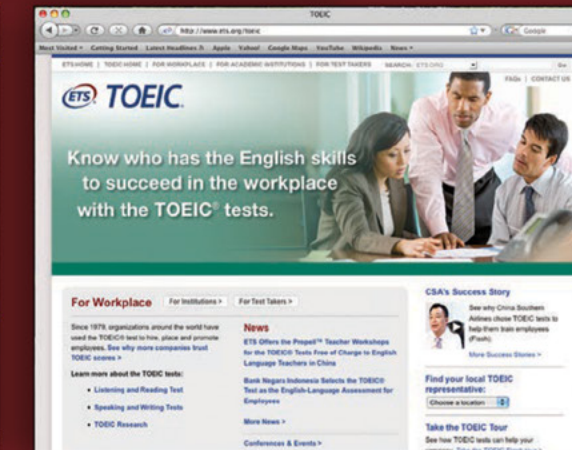 TOEIC
http://www.ets.org/toeic
Google
Most Visited Getting Started Latest Headlines Apple Yahoo! Google Maps YouTube Wikipedia News
ETS HOME | TOEIC HOME | FOR WORKPLACE | FOR ACADEMIC INSTITUTIONS | FOR TEST TAKERS SEARCH: ETS.ORG Go
FAQs | CONTACT US
ETS TOEIC.
Know who has the English skills
to succeed in the workplace
with the TOEIC® tests.
For Workplace For Institutions > For Test Takers >
Since 1979, organizations around the world have
used the TOEIC® test to hire, place and promote
employees. See why more companies trust
TOEIC scores >
Learn more about the TOEIC tests:
• Listening and Reading Test
• Speaking and Writing Tests
• TOEIC Research
News
ETS Offers the Propell™ Teacher Workshops
for the TOEIC® Tests Free of Charge to English
Language Teachers in China
Bank Negara Indonesia Selects the TOEIC®
Test as the English-Language Assessment for
Employees
More News >
Conferences & Events >
CSA's Success Story
See why China Southern
Airlines chose TOEIC tests to
help them train employees
(Flash).
More Success Stories >
Find your local TOEIC
representative:
Choose a location
Take the TOEIC Tour
See how TOEIC tests can help your
company. Take the TOEIC